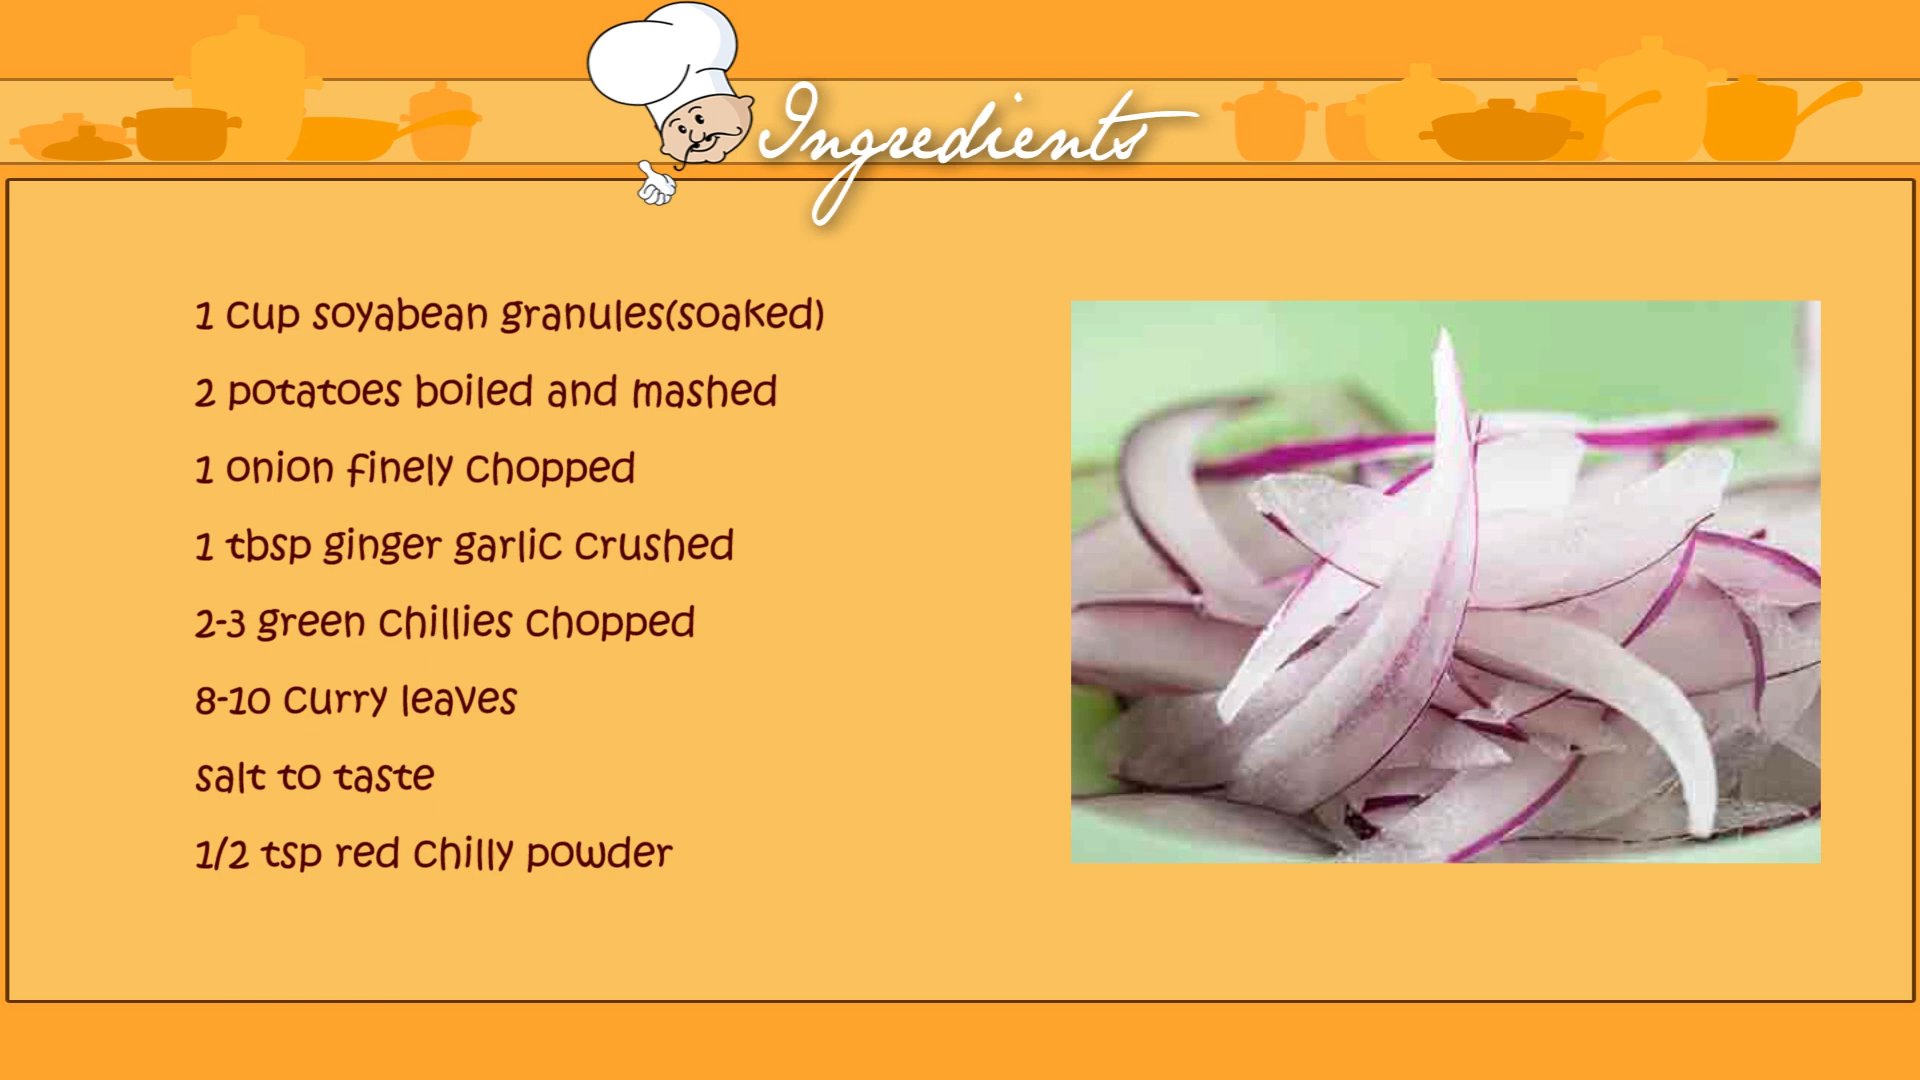 Ingredients
1 cup soyabean granules(soaked)
2 potatoes boiled and mashed
1 onion finely chopped
1 tbsp ginger garlic crushed
2-3 green chillies chopped
8-10 curry leaves
salt to taste
1/2 tsp red chilly powder